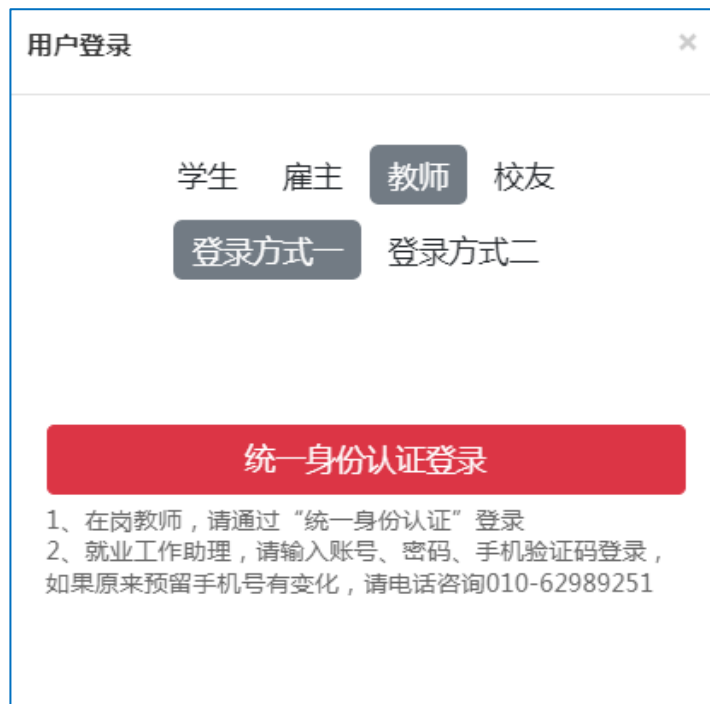 用户登录 ×
学生 雇主 教师 校友
登录方式一 登录方式二
统一身份认证登录
1、在岗教师，请通过“统一身份认证”登录
2、就业工作助理，请输入账号、密码、手机验证码登录，
如果原来预留手机号有变化，请电话咨询010-62989251